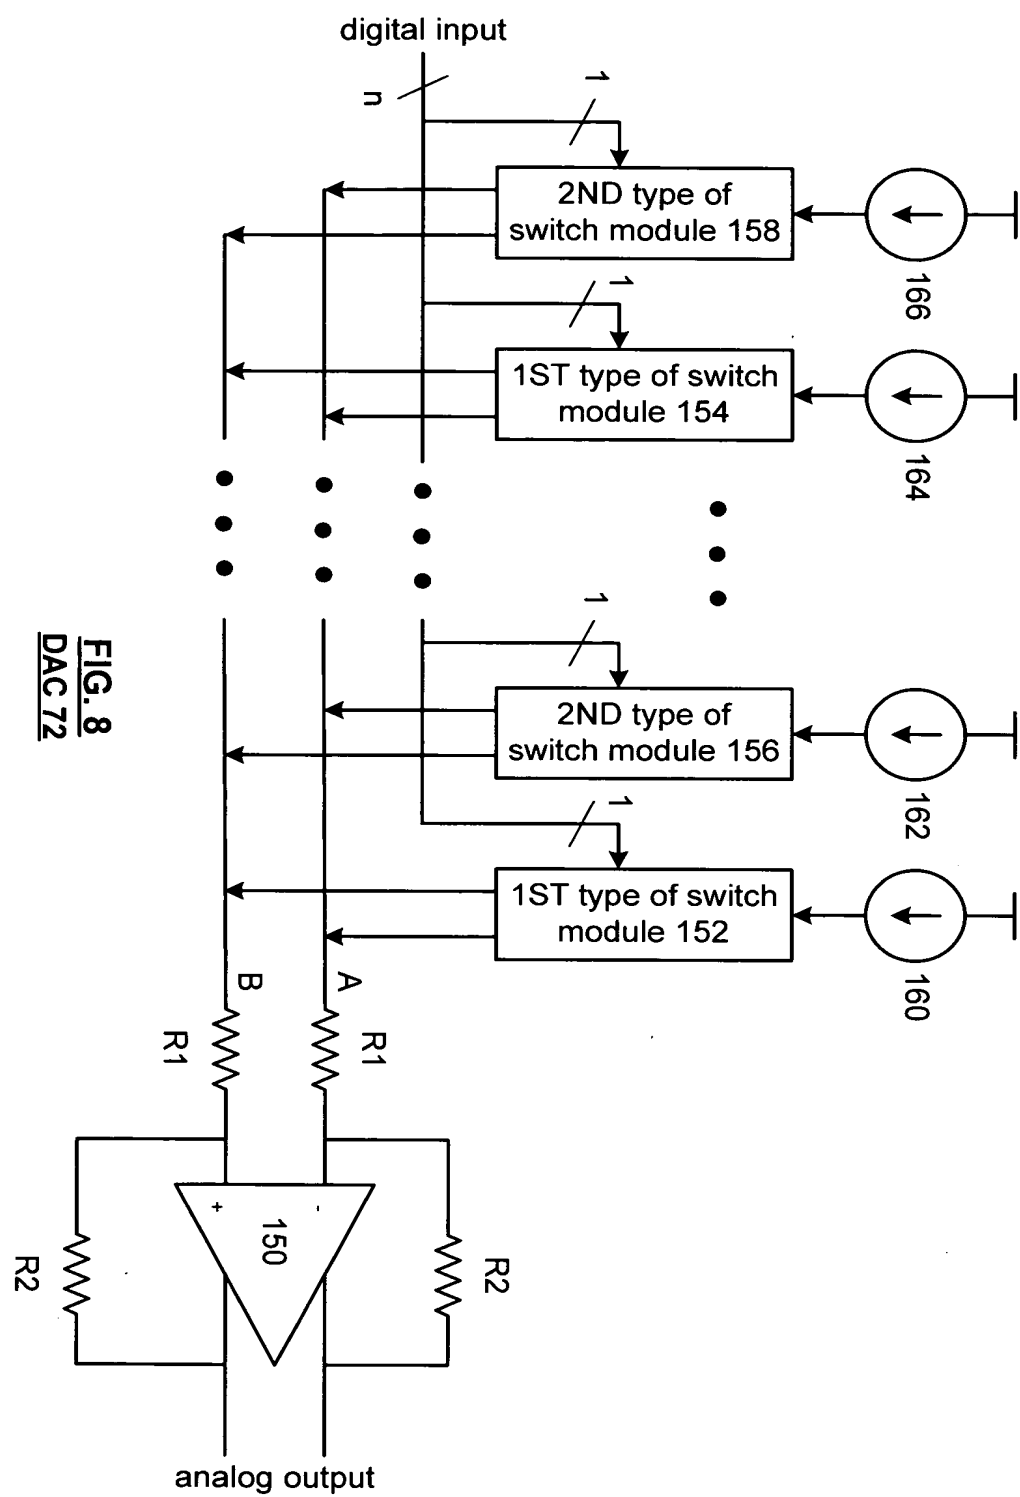 digital input
n
1
2ND type of
switch module 158
166
1
1ST type of switch
module 154
164
1
2ND type of
switch module 156
162
1
1ST type of switch
module 152
160
A
B
R1
R1
-
+
150
R2
R2
analog output
FIG. 8
DAC 72